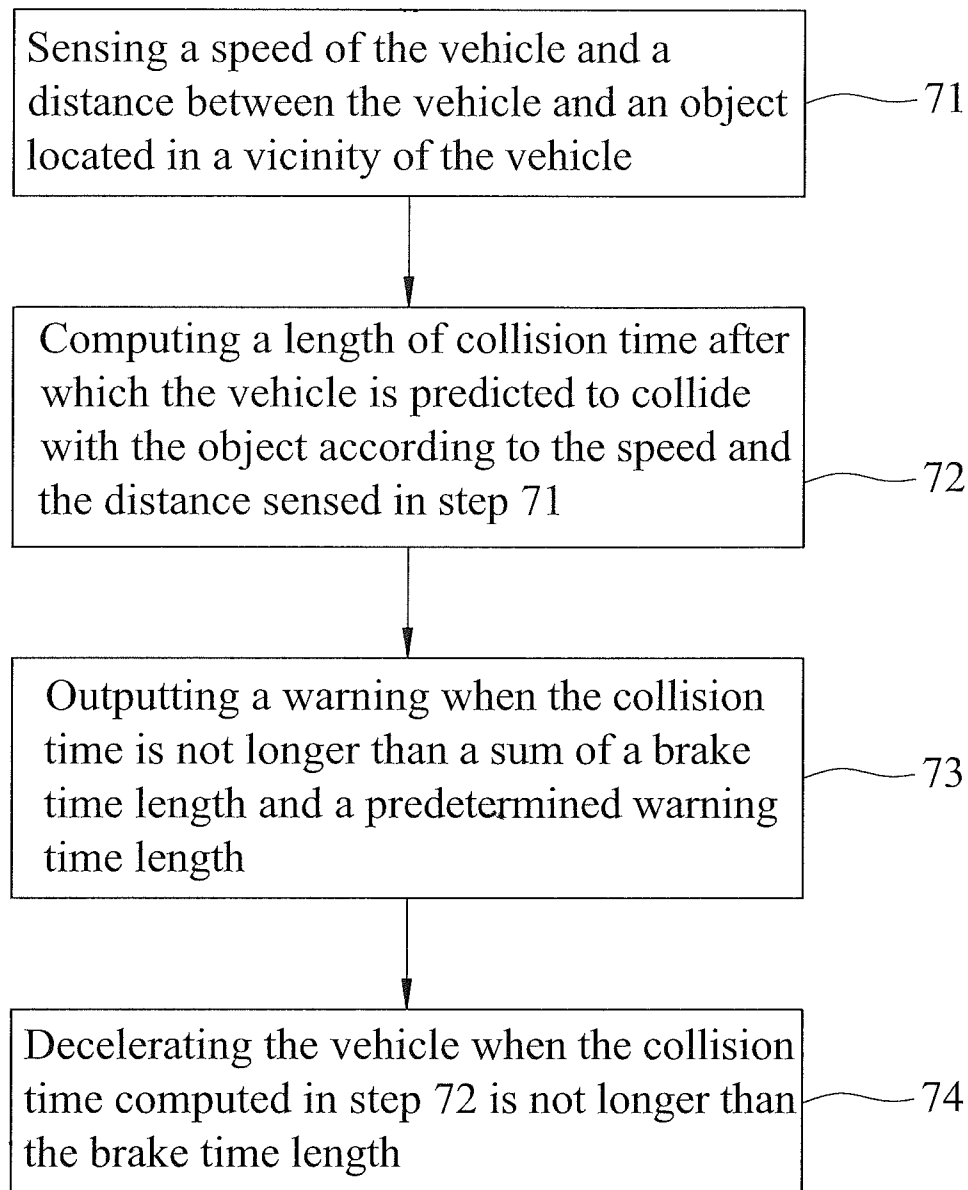 Sensing a speed of the vehicle and a
distance between the vehicle and an object
located in a vicinity of the vehicle
71
Computing a length of collision time after
which the vehicle is predicted to collide
with the object according to the speed and
the distance sensed in step 71
72
Outputting a warning when the collision
time is not longer than a sum of a brake
time length and a predetermined warning
time length
73
Decelerating the vehicle when the collision
time computed in step 72 is not longer than
the brake time length
74